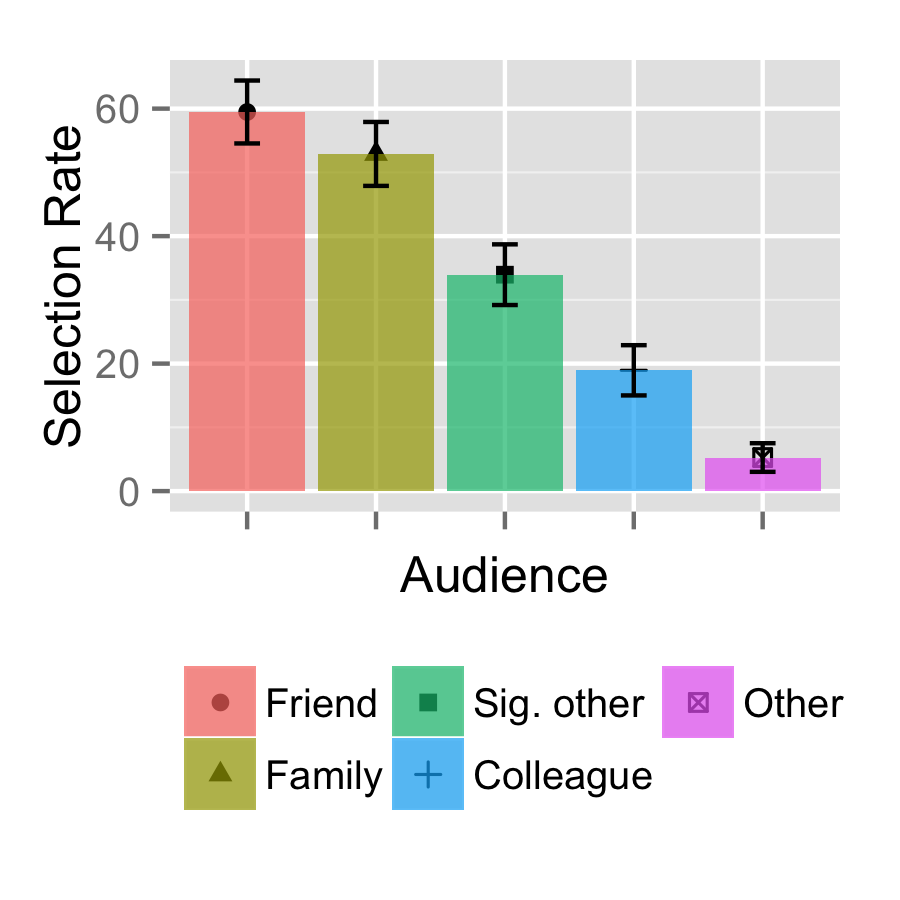 Selection Rate
60
40
20
0
Audience
Friend
Sig. other
Other
Family
Colleague